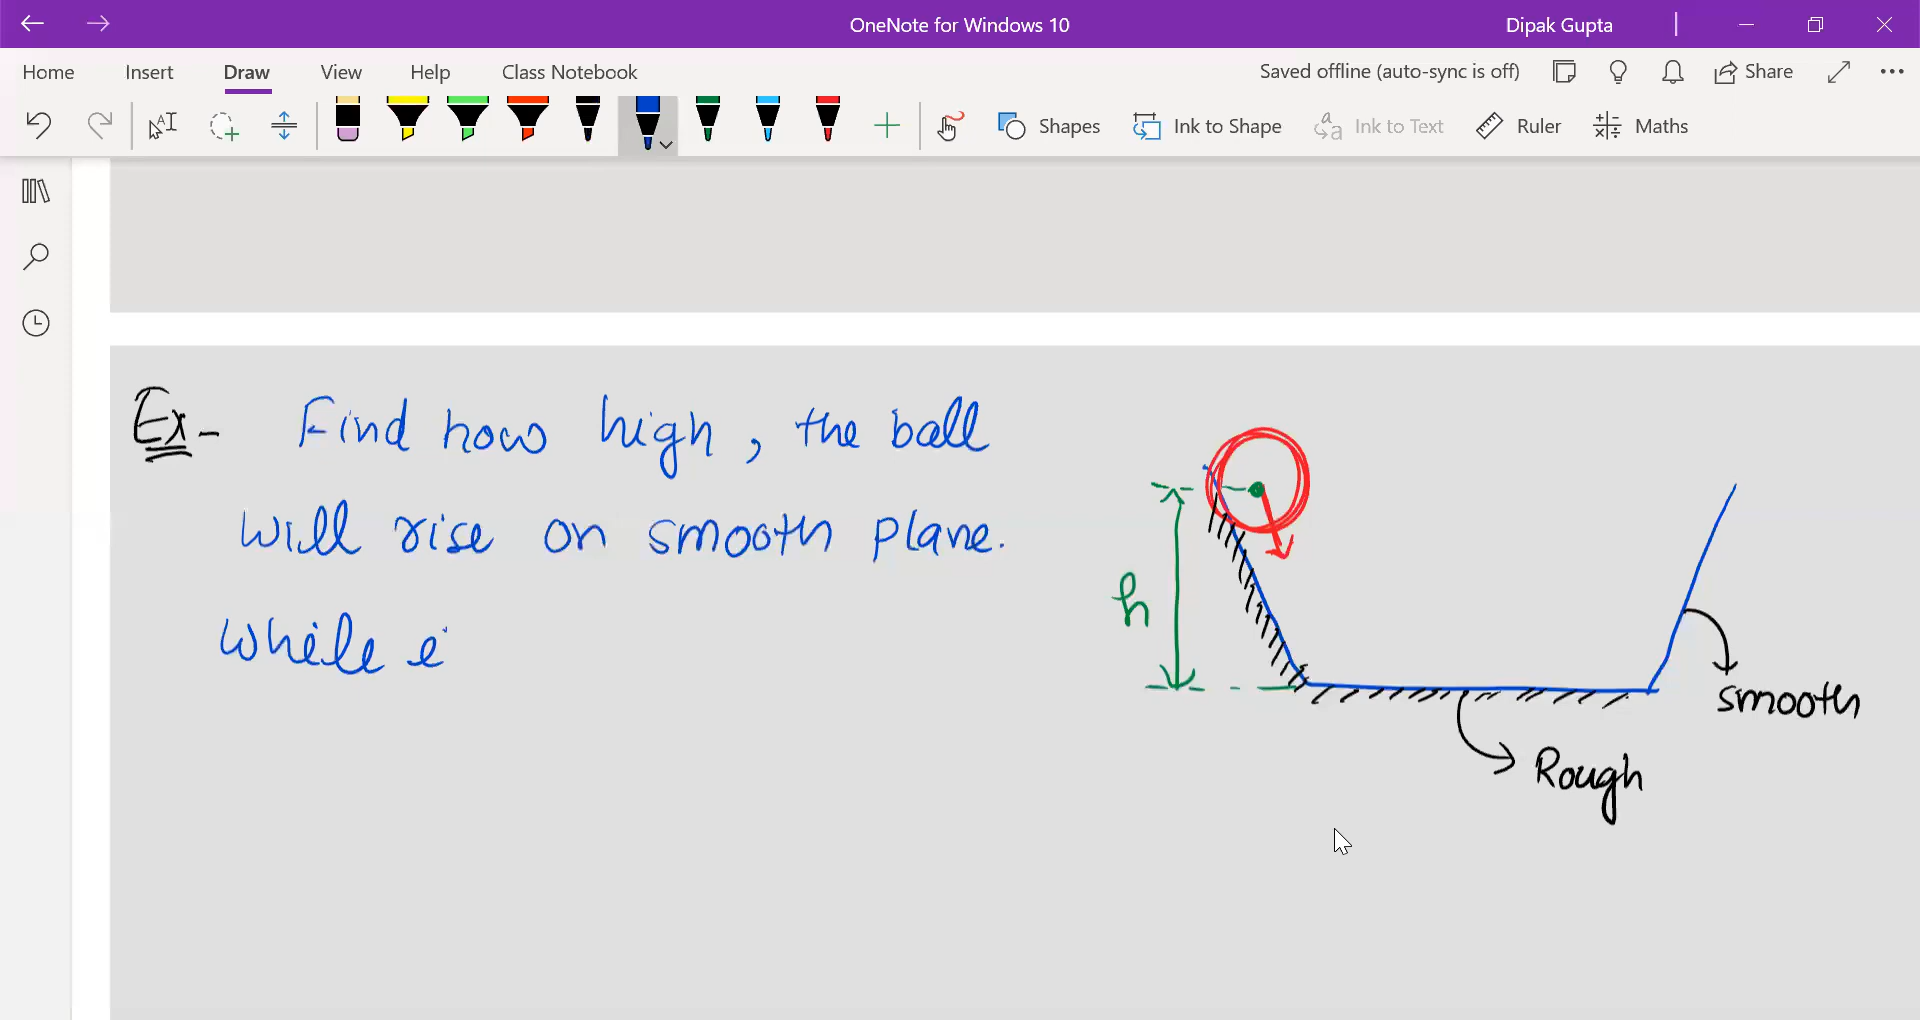 OneNote for Windows 10
Dipak Gupta
Home Insert Draw View Help Class Notebook
Saved offline (auto-sync is off) Share
Shapes Ink to Shape Ink to Text Ruler Maths
Ex- Find how high, the ball
will rise on smooth plane.
while i
h
smooth
Rough